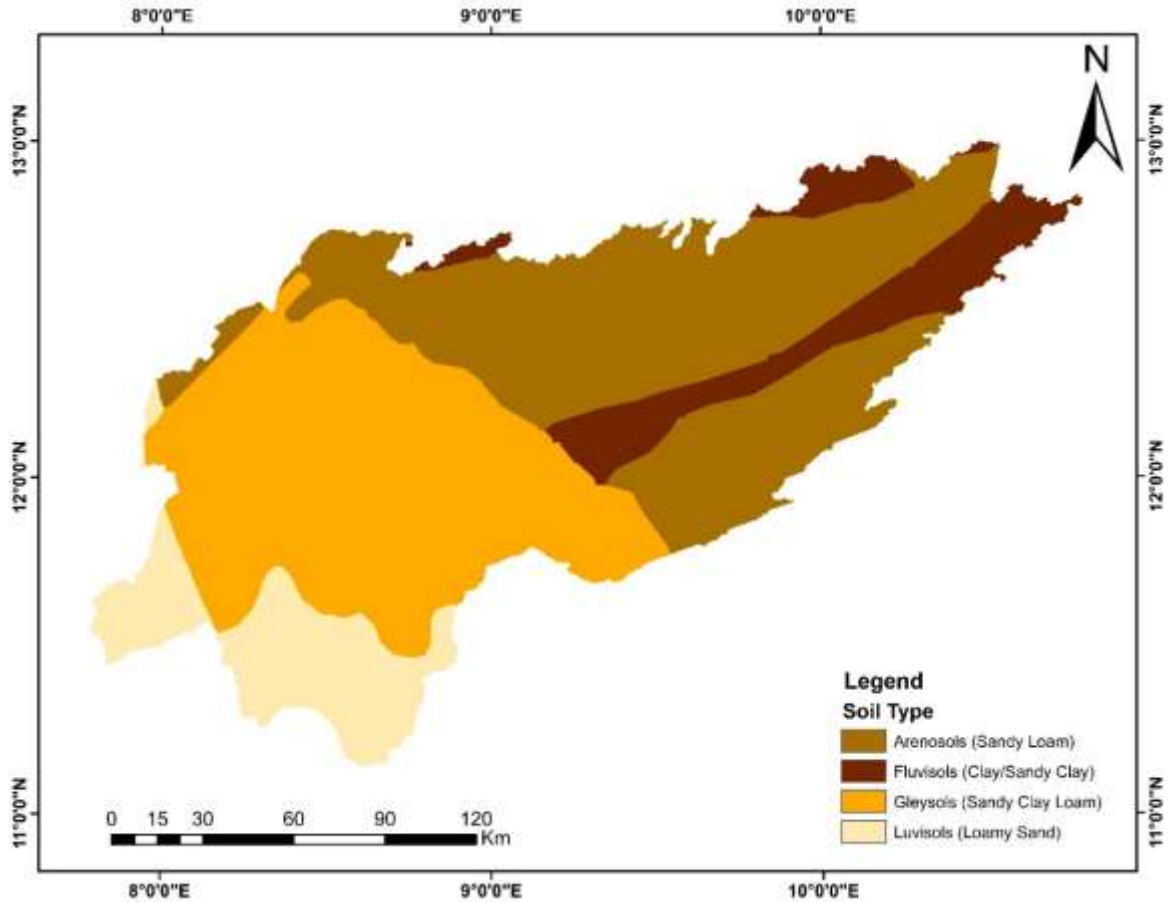 8°0'0"E 9°0'0"E 10°0'0"E
N
13°0'0"N 13°0'0"N
12°0'0"N 12°0'0"N
11°0'0"N 11°0'0"N
Legend
Soil Type
Arenosols (Sandy Loam)
Fluvisols (Clay/Sandy Clay)
Gleysols (Sandy Clay Loam)
Luvisols (Loamy Sand)
0 15 30 60 90 120
Km
8°0'0"E 9°0'0"E 10°0'0"E